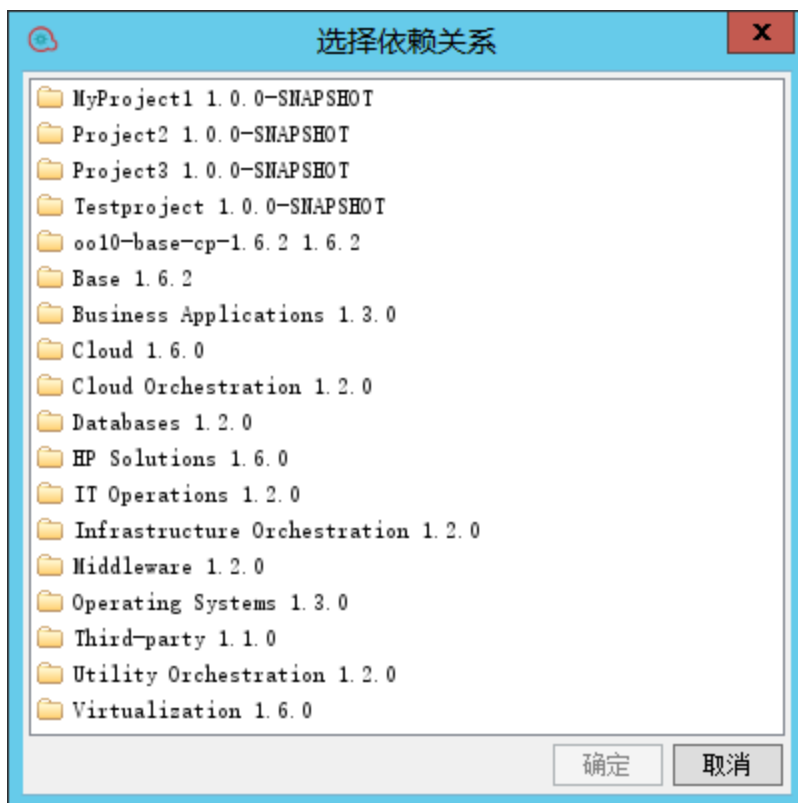 选择依赖关系
x
MyProject1 1.0.0-SNAPSHOT
Project2 1.0.0-SNAPSHOT
Project3 1.0.0-SNAPSHOT
Testproject 1.0.0-SNAPSHOT
oo10-base-cp-1.6.2 1.6.2
Base 1.6.2
Business Applications 1.3.0
Cloud 1.6.0
Cloud Orchestration 1.2.0
Databases 1.2.0
HP Solutions 1.6.0
IT Operations 1.2.0
Infrastructure Orchestration 1.2.0
Middleware 1.2.0
Operating Systems 1.3.0
Third-party 1.1.0
Utility Orchestration 1.2.0
Virtualization 1.6.0
确定 取消